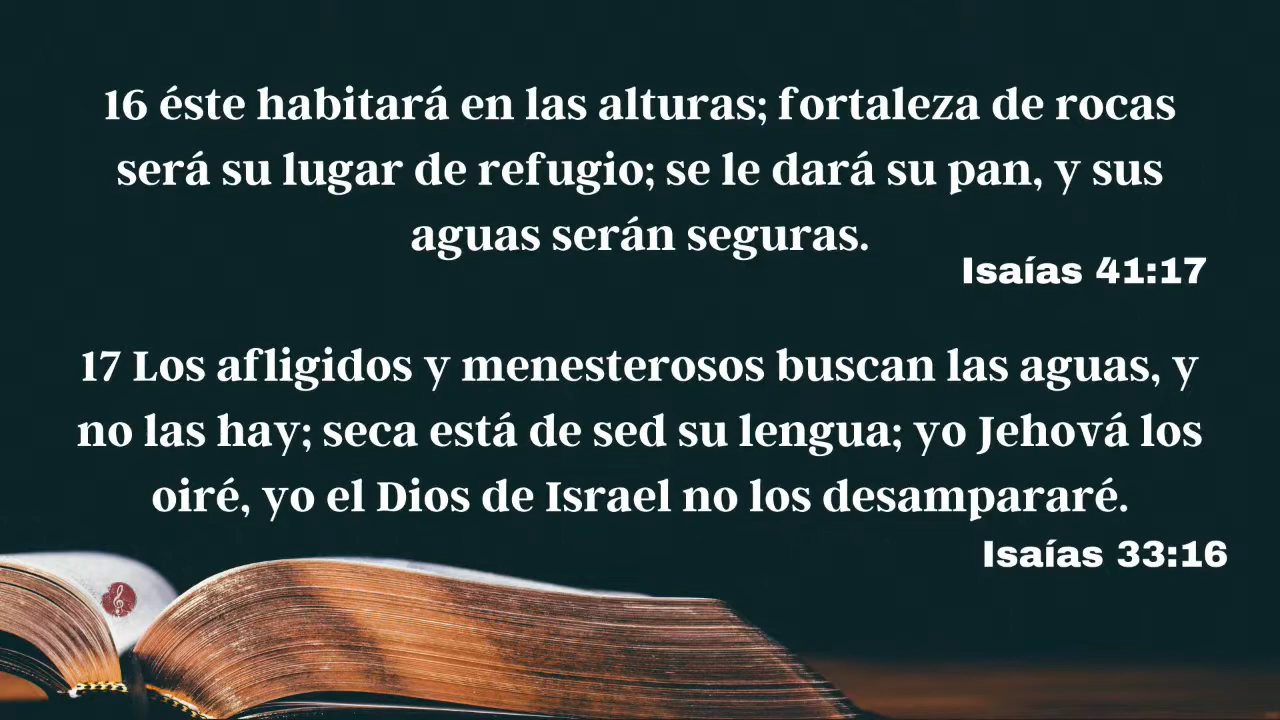 16 éste habitará en las alturas; fortaleza de rocas
será su lugar de refugio; se le dará su pan, y sus
aguas serán seguras.
Isaías 41:17
17 Los afligidos y menesterosos buscan las aguas, y
no las hay; seca está de sed su lengua; yo Jehová los
oiré, yo el Dios de Israel no los desampararé.
Isaías 33:16